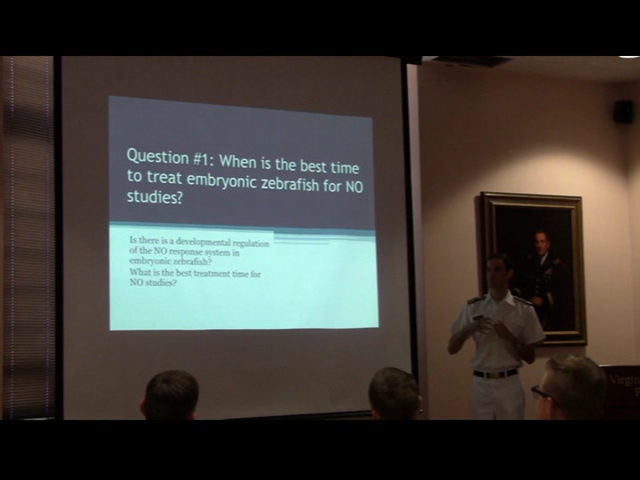 Question #1: When is the best time
to treat embryonic zebrafish for NO
studies?
Is there is a developmental regulation
of the NO response system in
embryonic zebrafish?
What is the best treatment time for
NO studies?